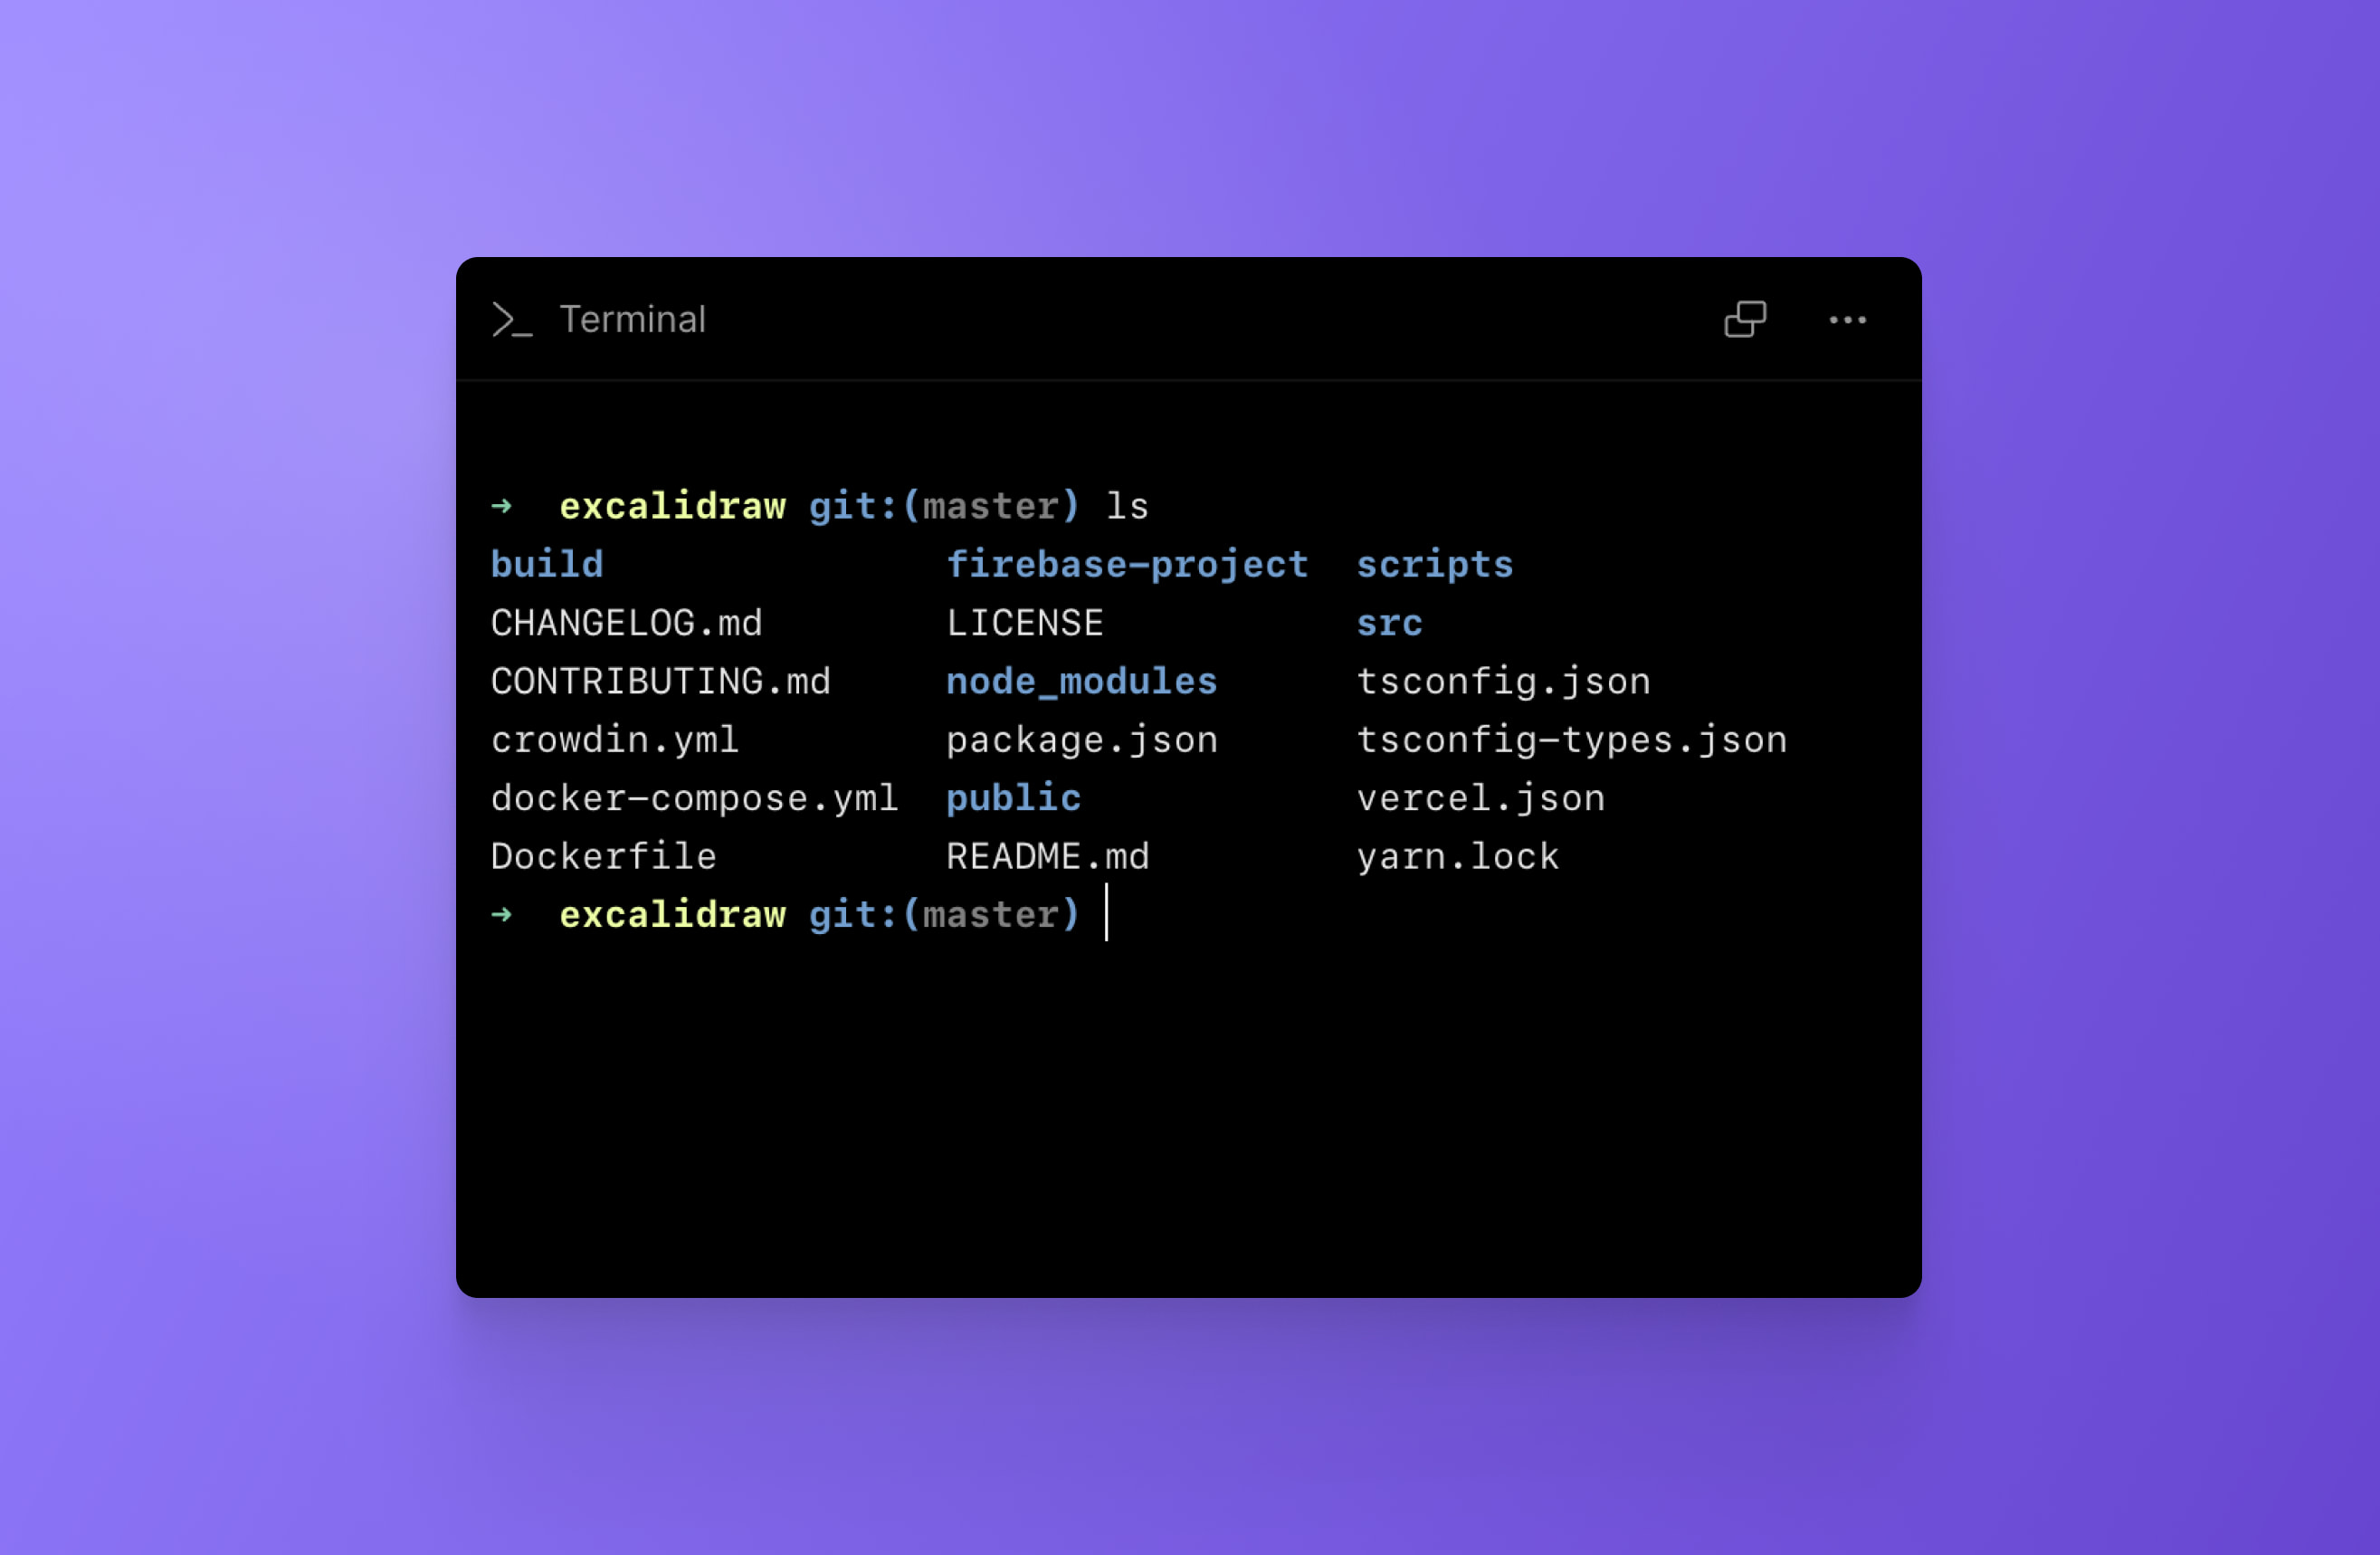 Terminal
➜  excalidraw git:(master) ls
build               firebase-project  scripts
CHANGELOG.md        LICENSE           src
CONTRIBUTING.md     node_modules      tsconfig.json
crowdin.yml         package.json      tsconfig-types.json
docker-compose.yml  public            vercel.json
Dockerfile          README.md         yarn.lock
➜  excalidraw git:(master)